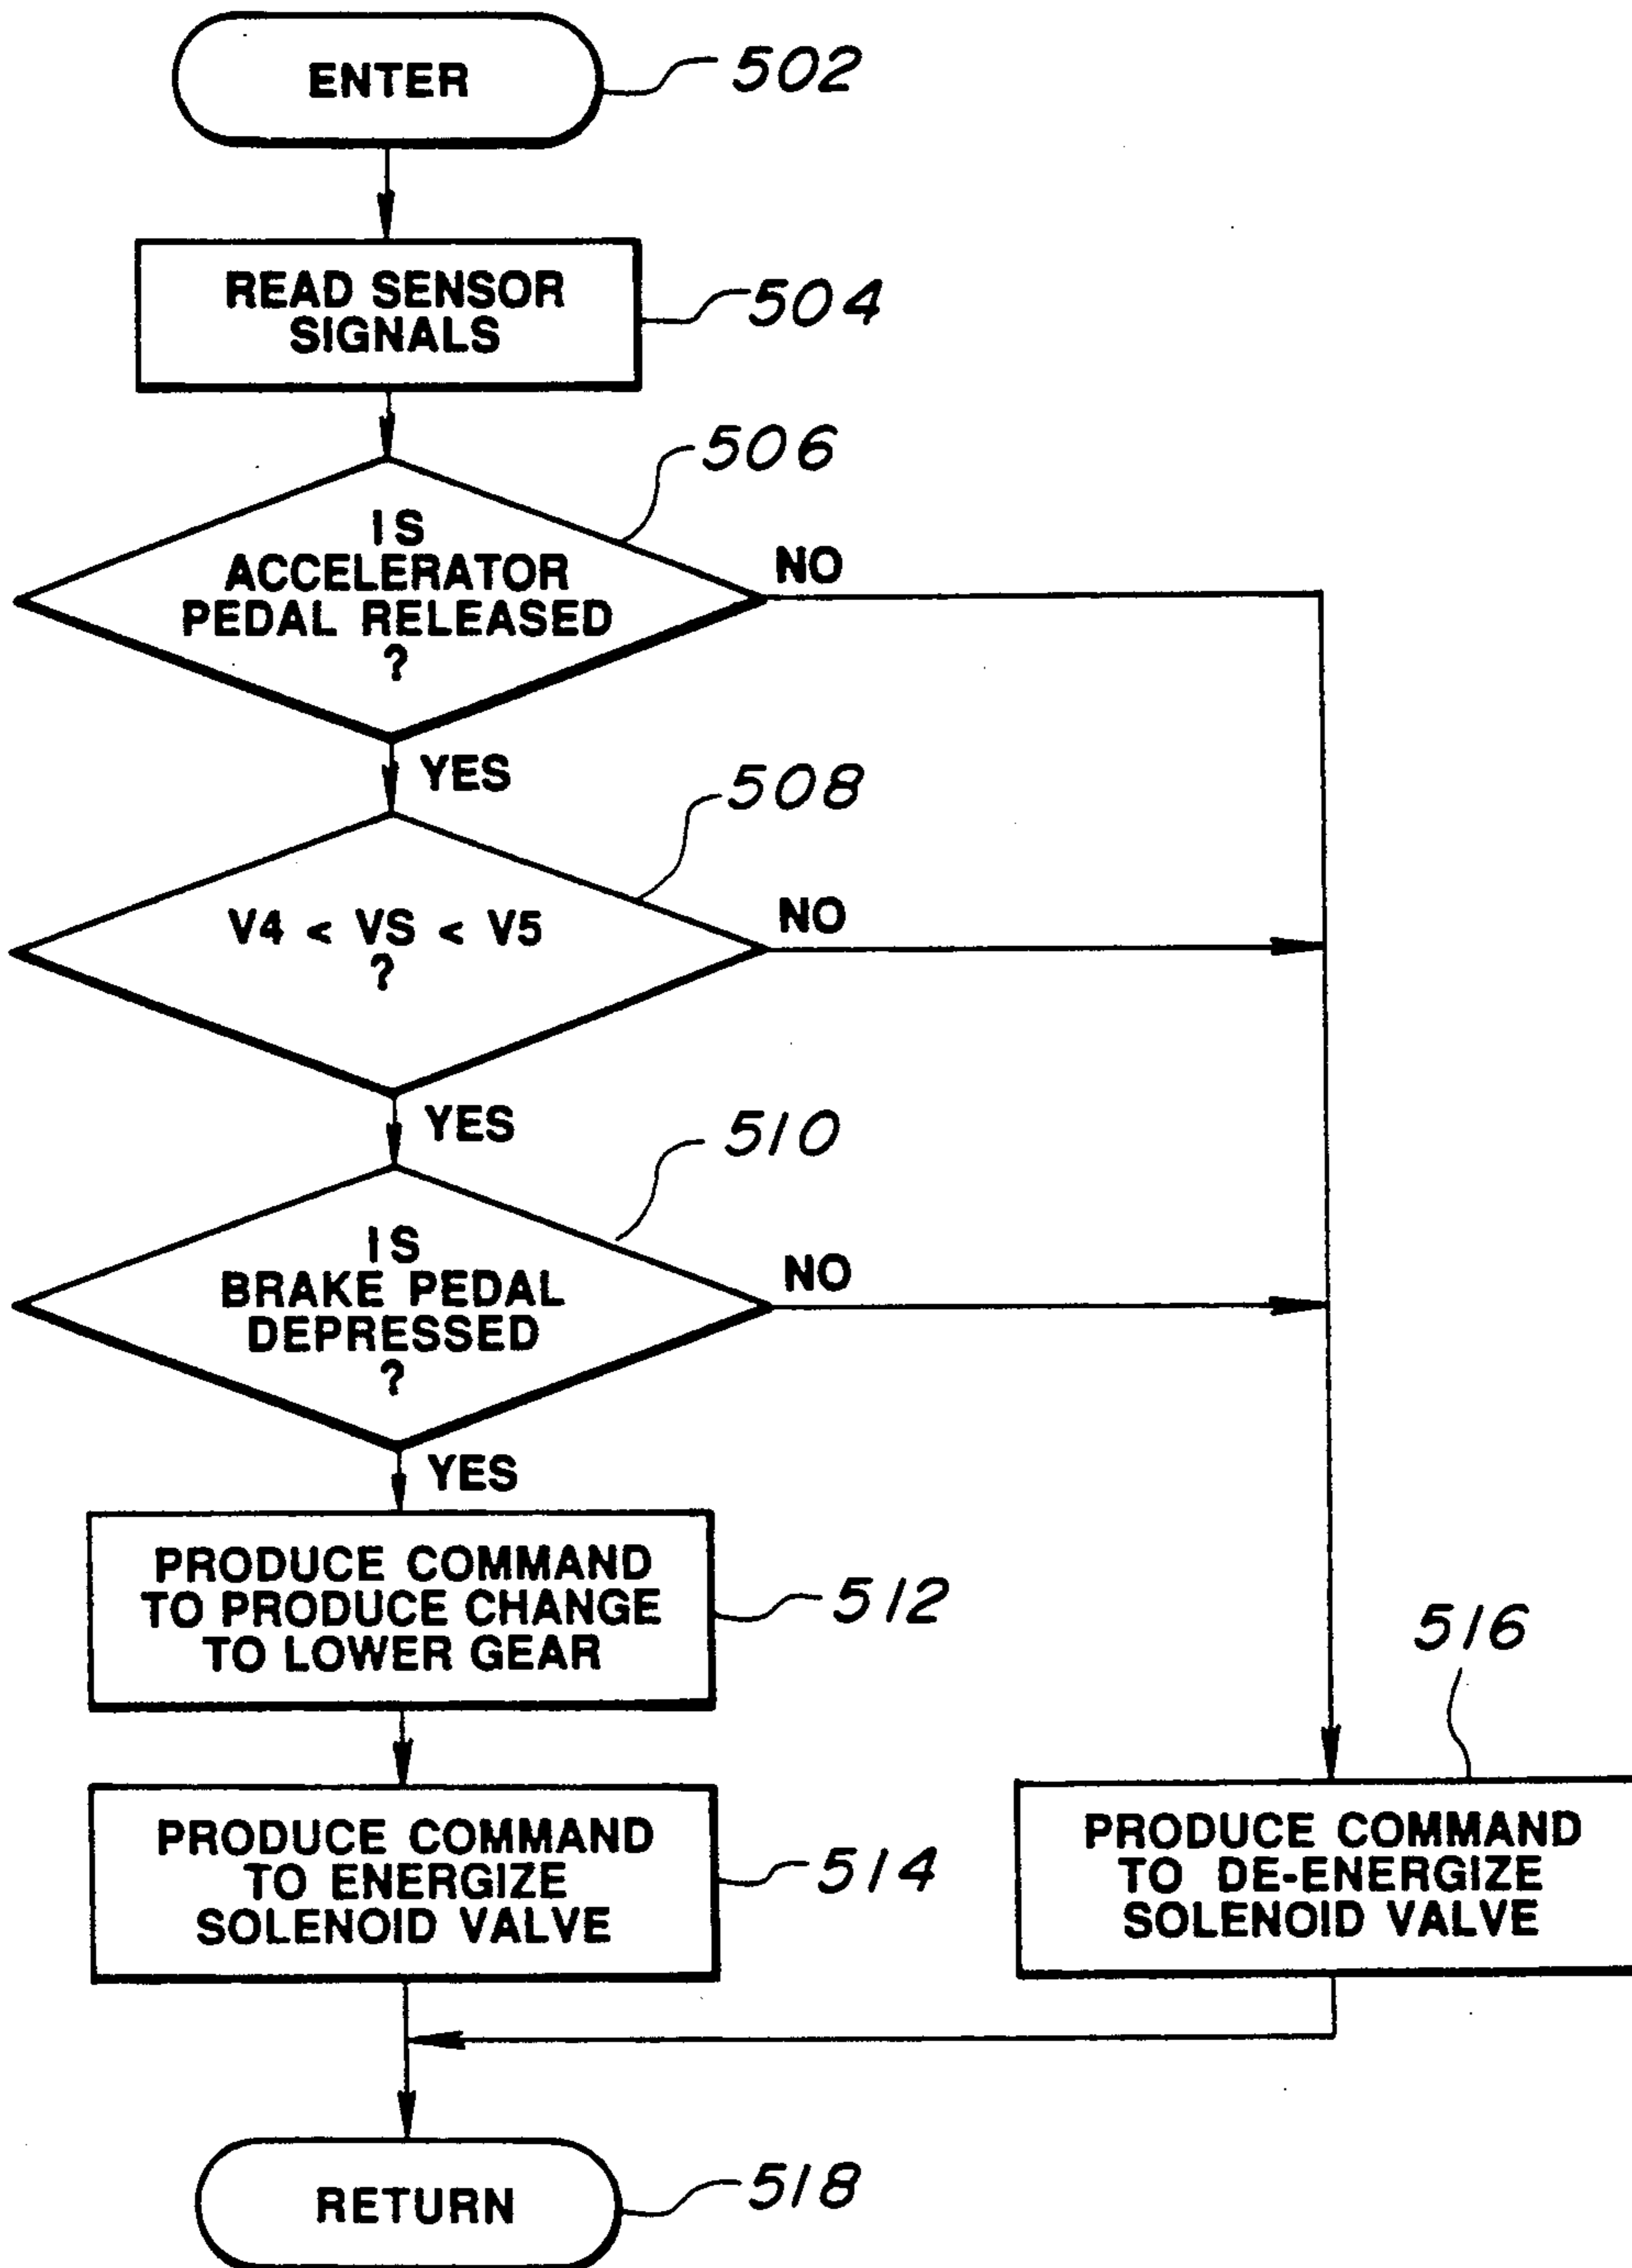 ENTER
502
READ SENSOR
SIGNALS
504
506
IS
ACCELERATOR
PEDAL RELEASED
?
NO
YES
508
V4 < VS < V5
?
NO
YES
510
IS
BRAKE PEDAL
DEPRESSED
?
NO
YES
PRODUCE COMMAND
TO PRODUCE CHANGE
TO LOWER GEAR
512
516
PRODUCE COMMAND
TO ENERGIZE
SOLENOID VALVE
514
PRODUCE COMMAND
TO DE-ENERGIZE
SOLENOID VALVE
RETURN
518